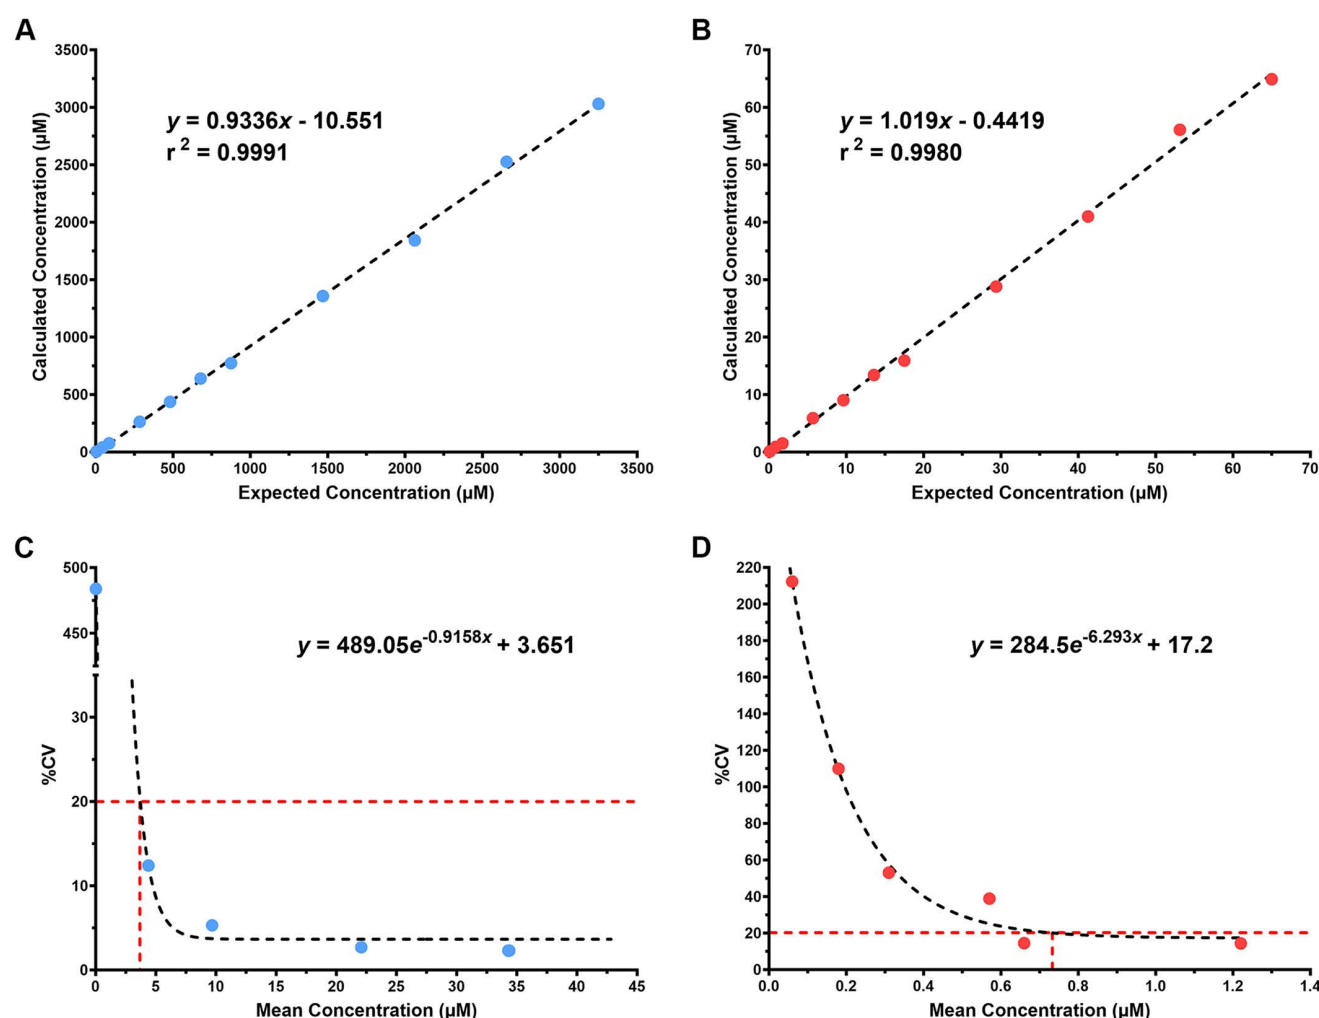 A
3500
3000
2500
2000
1500
1000
500
0
Calculated Concentration (µM)
y = 0.9336x - 10.551
r² = 0.9991
0 500 1000 1500 2000 2500 3000 3500
Expected Concentration (µM)
B
70
60
50
40
30
20
10
0
Calculated Concentration (µM)
y = 1.019x - 0.4419
r² = 0.9980
0 10 20 30 40 50 60 70
Expected Concentration (µM)
C
500
450
30
20
10
0
%CV
y = 489.05e^-0.9158x + 3.651
0 5 10 15 20 25 30 35 40 45
Mean Concentration (µM)
D
220
200
180
160
140
120
100
80
60
40
20
0
%CV
y = 284.5e^-6.293x + 17.2
0.0 0.2 0.4 0.6 0.8 1.0 1.2 1.4
Mean Concentration (µM)